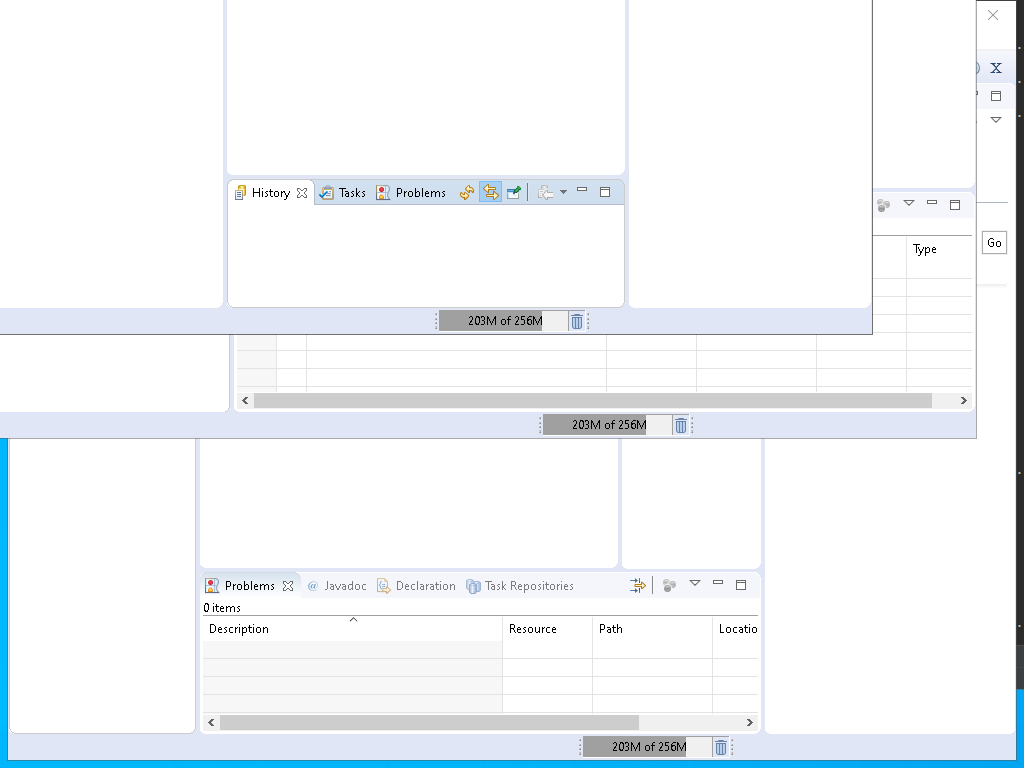 X
History Tasks Problems
Go
Type
203M of 256M
203M of 256M
Problems @ Javadoc Declaration Task Repositories
0 items
Description Resource Path Locatio
203M of 256M